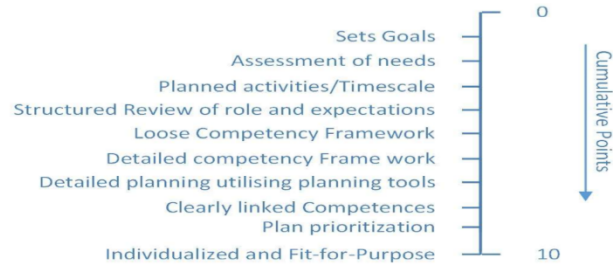 0
Sets Goals
Assessment of needs
Planned activities/Timescale
Structured Review of role and expectations
Loose Competency Framework
Detailed competency Frame work
Detailed planning utilising planning tools
Clearly linked Competences
Plan prioritization
Individualized and Fit-for-Purpose
10
Cumulative Points